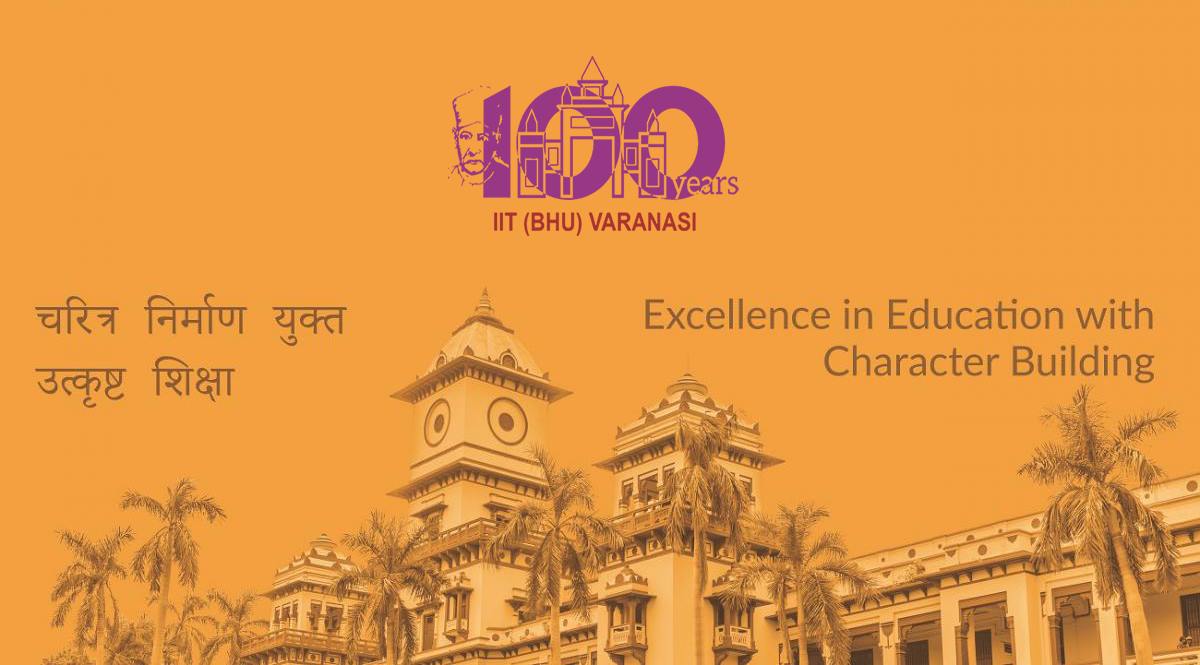 100
years
IIT (BHU) VARANASI
चरित्र निर्माण युक्त
उत्कृष्ट शिक्षा
Excellence in Education with
Character Building